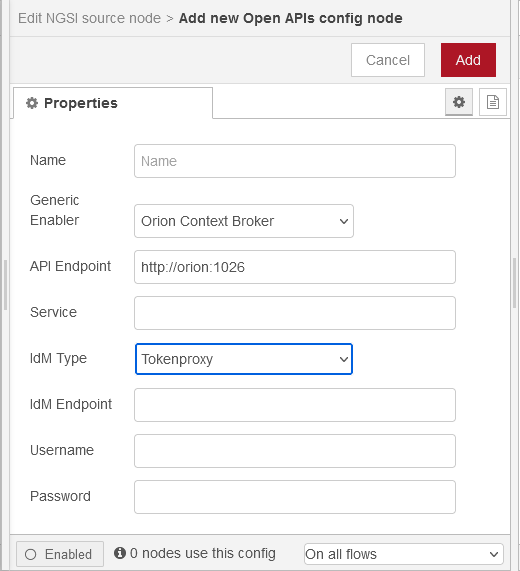 Edit NGSI source node > Add new Open APIs config node
Cancel
Add
Properties
Name
Name
Generic
Enabler
Orion Context Broker
API Endpoint
http://orion:1026
Service
IdM Type
Tokenproxy
IdM Endpoint
Username
Password
Enabled
0 nodes use this config
On all flows